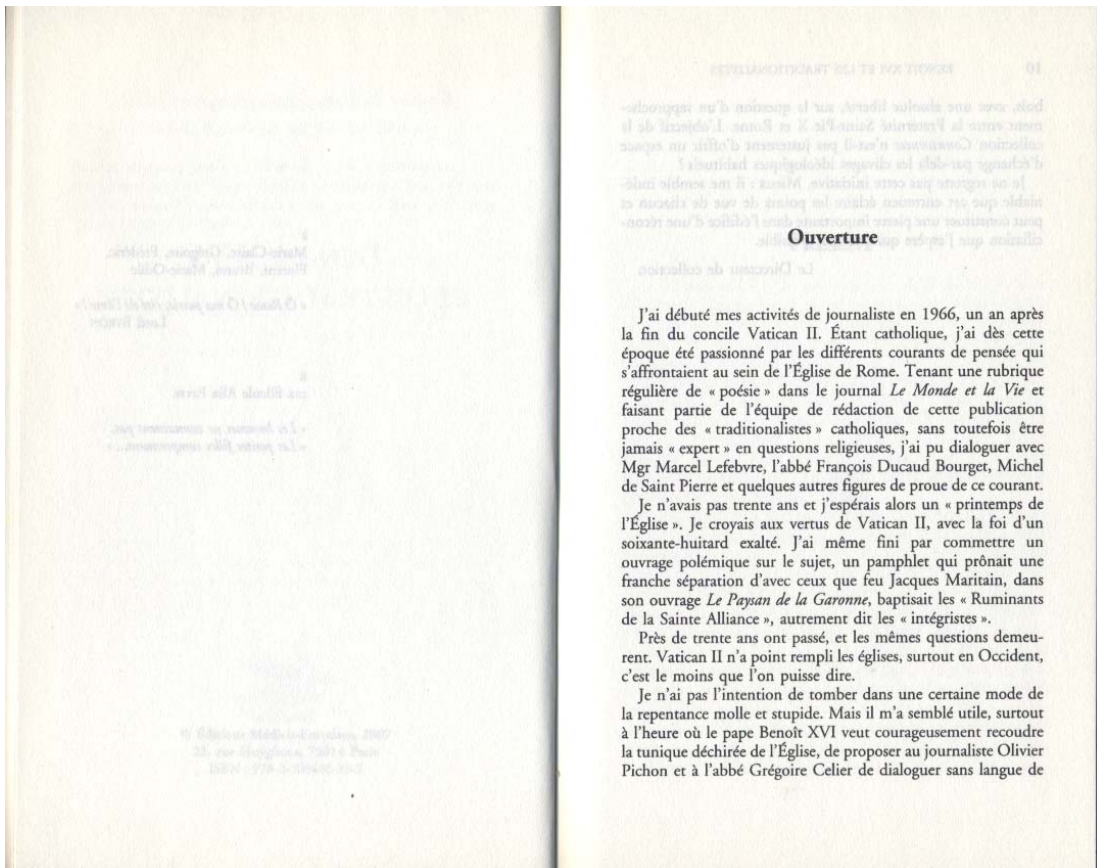 Ouverture
J'ai débuté mes activités de journaliste en 1966, un an après
la fin du concile Vatican II. Étant catholique, j'ai dès cette
époque été passionné par les différents courants de pensée qui
s'affrontaient au sein de l'Église de Rome. Tenant une rubrique
régulière de « poésie » dans le journal Le Monde et la Vie et
faisant partie de l'équipe de rédaction de cette publication
proche des « traditionalistes » catholiques, sans toutefois être
jamais « expert » en questions religieuses, j'ai pu dialoguer avec
Mgr Marcel Lefebvre, l'abbé François Ducaud Bourget, Michel
de Saint Pierre et quelques autres figures de proue de ce courant.
Je n'avais pas trente ans et j'espérais alors un « printemps de
l'Église ». Je croyais aux vertus de Vatican II, avec la foi d'un
soixante-huitard exalté. J'ai même fini par commettre un
ouvrage polémique sur le sujet, un pamphlet qui prônait une
franche séparation d'avec ceux que feu Jacques Maritain, dans
son ouvrage Le Paysan de la Garonne, baptisait les « Ruminants
de la Sainte Alliance », autrement dit les « intégristes ».
Près de trente ans ont passé, et les mêmes questions demeu-
rent. Vatican II n'a point rempli les églises, surtout en Occident,
c'est le moins que l'on puisse dire.
Je n'ai pas l'intention de tomber dans une certaine mode de
la repentance molle et stupide. Mais il m'a semblé utile, surtout
à l'heure où le pape Benoît XVI veut courageusement recoudre
la tunique déchirée de l'Église, de proposer au journaliste Olivier
Pichon et à l'abbé Grégoire Celier de dialoguer sans langue de